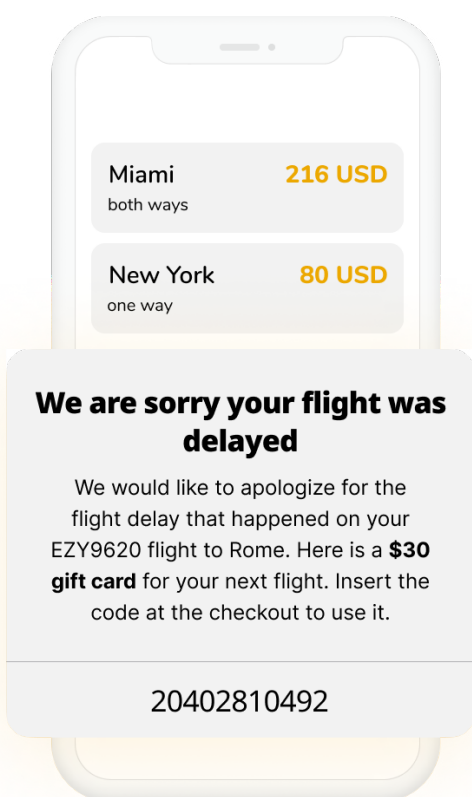 Miami 216 USD
both ways
New York 80 USD
one way
We are sorry your flight was
delayed
We would like to apologize for the
flight delay that happened on your
EZY9620 flight to Rome. Here is a $30
gift card for your next flight. Insert the
code at the checkout to use it.
20402810492